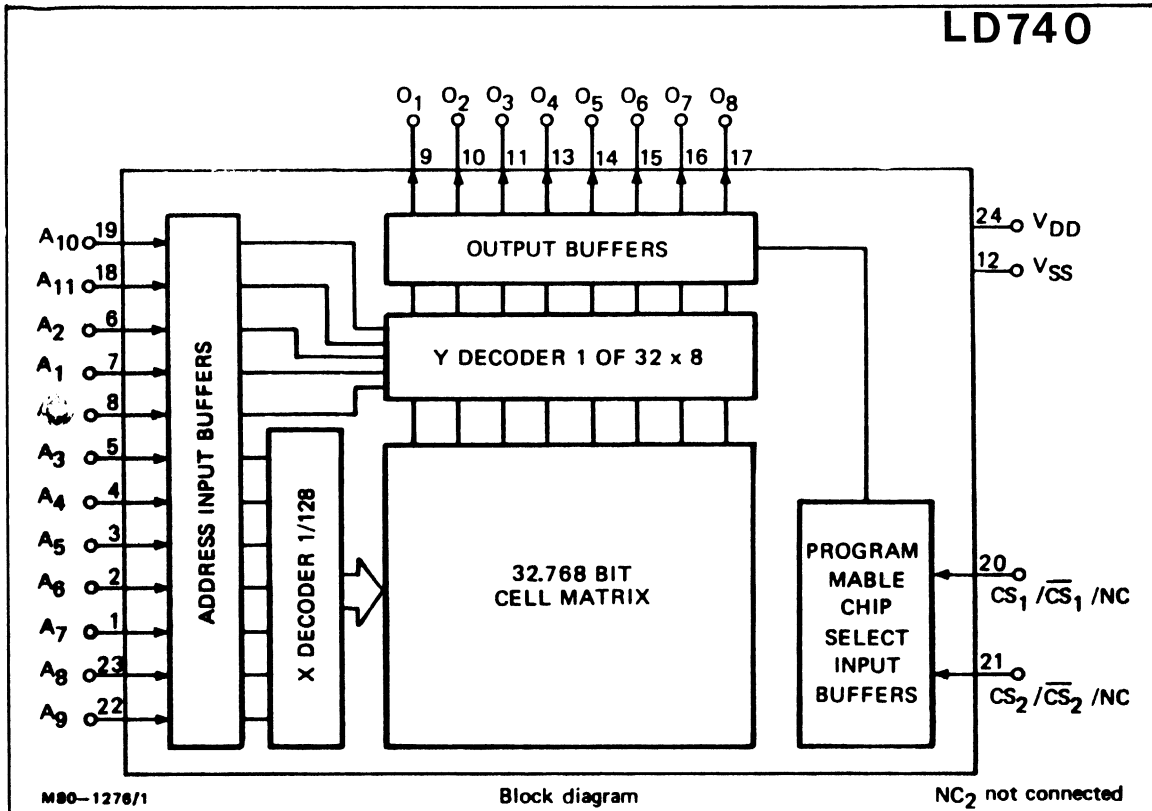 LD740
O1 O2 O3 O4 O5 O6 O7 O8
9 10 11 13 14 15 16 17
A10 19
A11 18
A2 6
A1 7
8
A3 5
A4 4
A5 3
A6 2
A7 1
A8 23
A9 22
ADDRESS INPUT BUFFERS
X DECODER 1/128
OUTPUT BUFFERS
Y DECODER 1 OF 32 x 8
32.768 BIT
CELL MATRIX
PROGRAM
MABLE
CHIP
SELECT
INPUT
BUFFERS
24 VDD
12 VSS
20
CS1/C̅S̅1/NC
21
CS2/C̅S̅2/NC
M80-1276/1
Block diagram
NC2 not connected